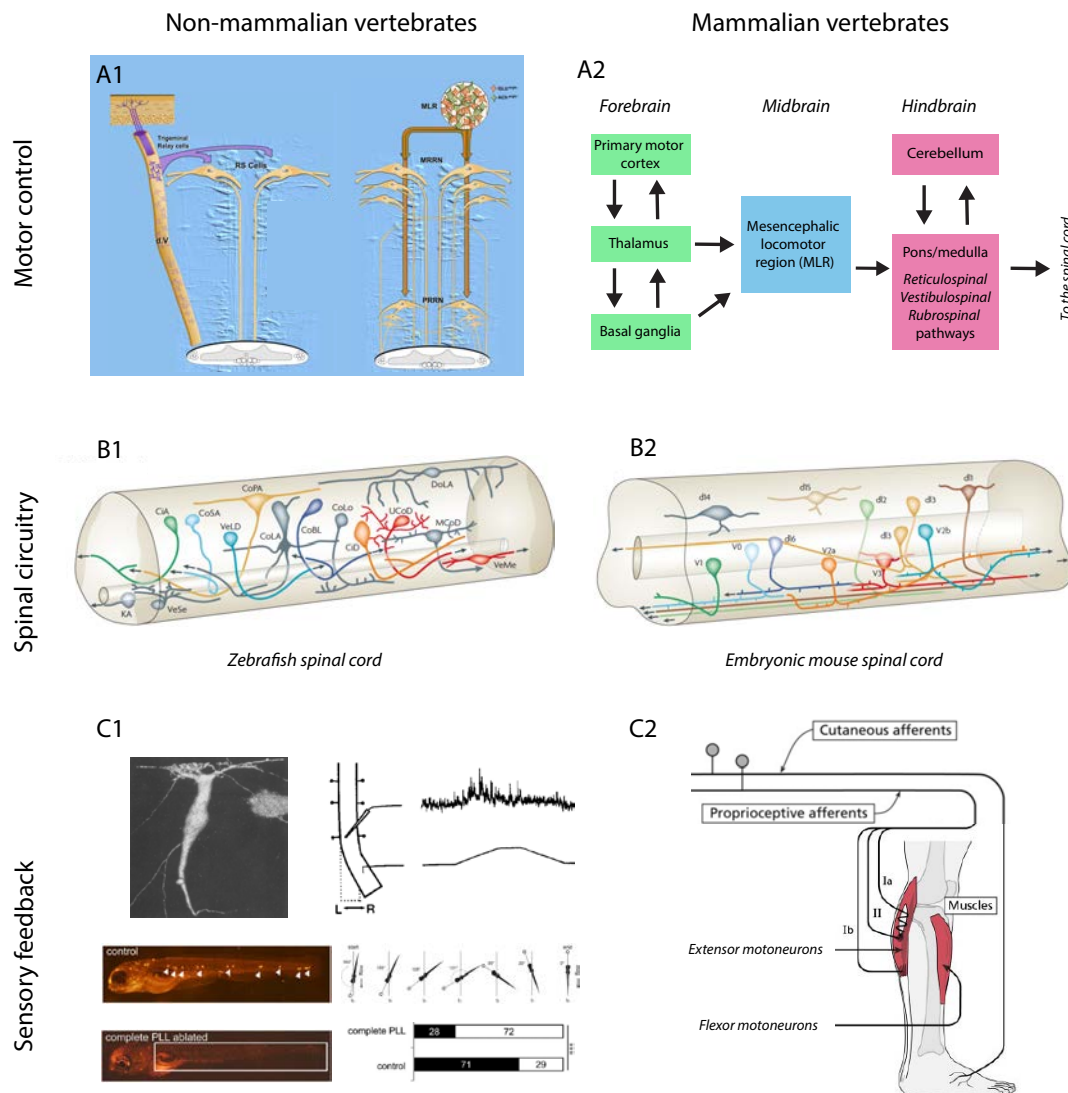 Non-mammalian vertebrates
Mammalian vertebrates
Motor control
A1
Trigeminal
Relay cells
RS Cells
d.V
MLR
MRRN
PRRN
A2
Forebrain
Midbrain
Hindbrain
Primary motor
cortex
Thalamus
Basal ganglia
Mesencephalic
locomotor
region (MLR)
Cerebellum
Pons/medulla
Reticulospinal
Vestibulospinal
Rubrospinal
pathways
To the spinal cord
Spinal circuitry
B1
CiA
CoSA
CoPA
VeLD
CoLA
CoBL
CoLo
CiD
UCoD
DoLA
MCoD
VeMe
KA
VeSe
Zebrafish spinal cord
B2
dI4
dI5
dI2
dI3
dI1
V1
V0
dI6
V2a
dI3
V2b
V3
Embryonic mouse spinal cord
Sensory feedback
C1
L
R
control
complete PLL ablated
complete PLL
28
72
control
71
29
***
C2
Cutaneous afferents
Proprioceptive afferents
Ia
II
Ib
Muscles
Extensor motoneurons
Flexor motoneurons